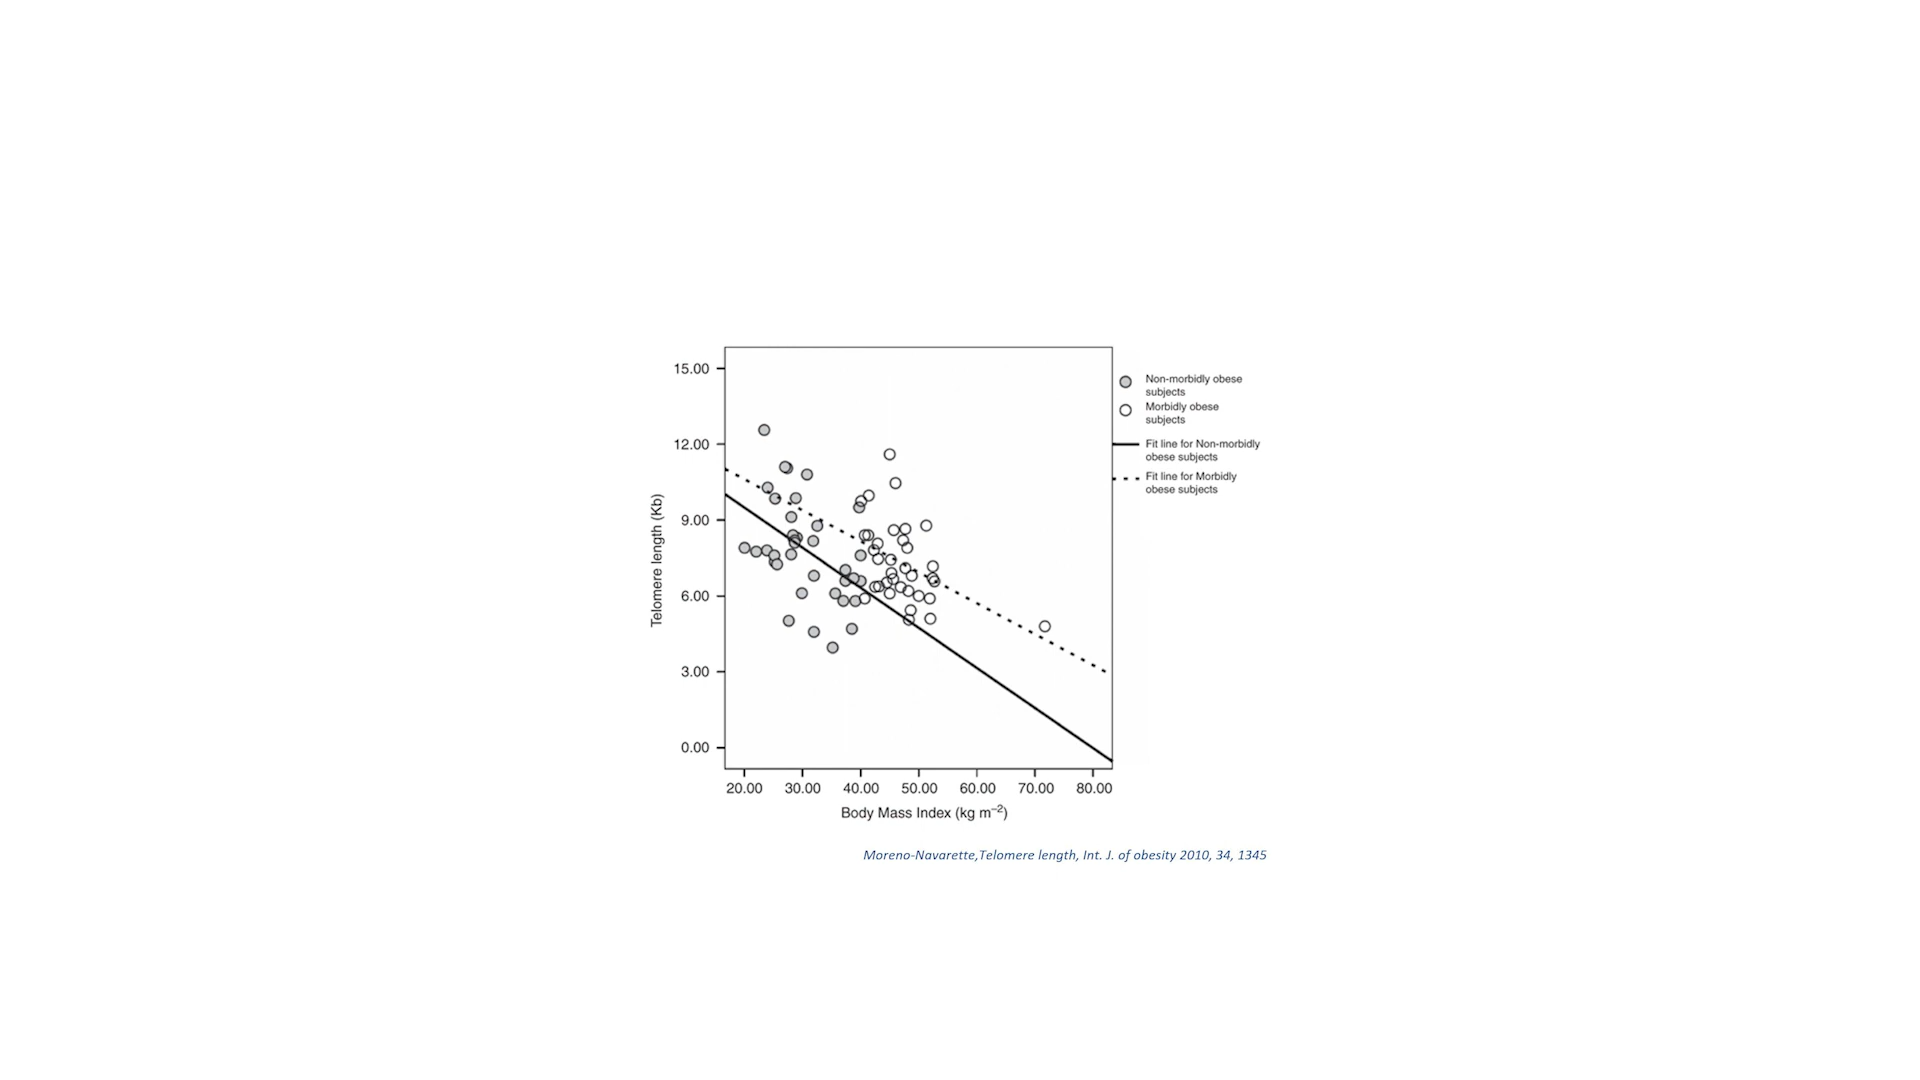 15.00
12.00
9.00
6.00
3.00
0.00
Telomere length (Kb)
20.00 30.00 40.00 50.00 60.00 70.00 80.00
Body Mass Index (kg m⁻²)
Non-morbidly obese
subjects
Morbidly obese
subjects
Fit line for Non-morbidly
obese subjects
Fit line for Morbidly
obese subjects
Moreno-Navarette,Telomere length, Int. J. of obesity 2010, 34, 1345